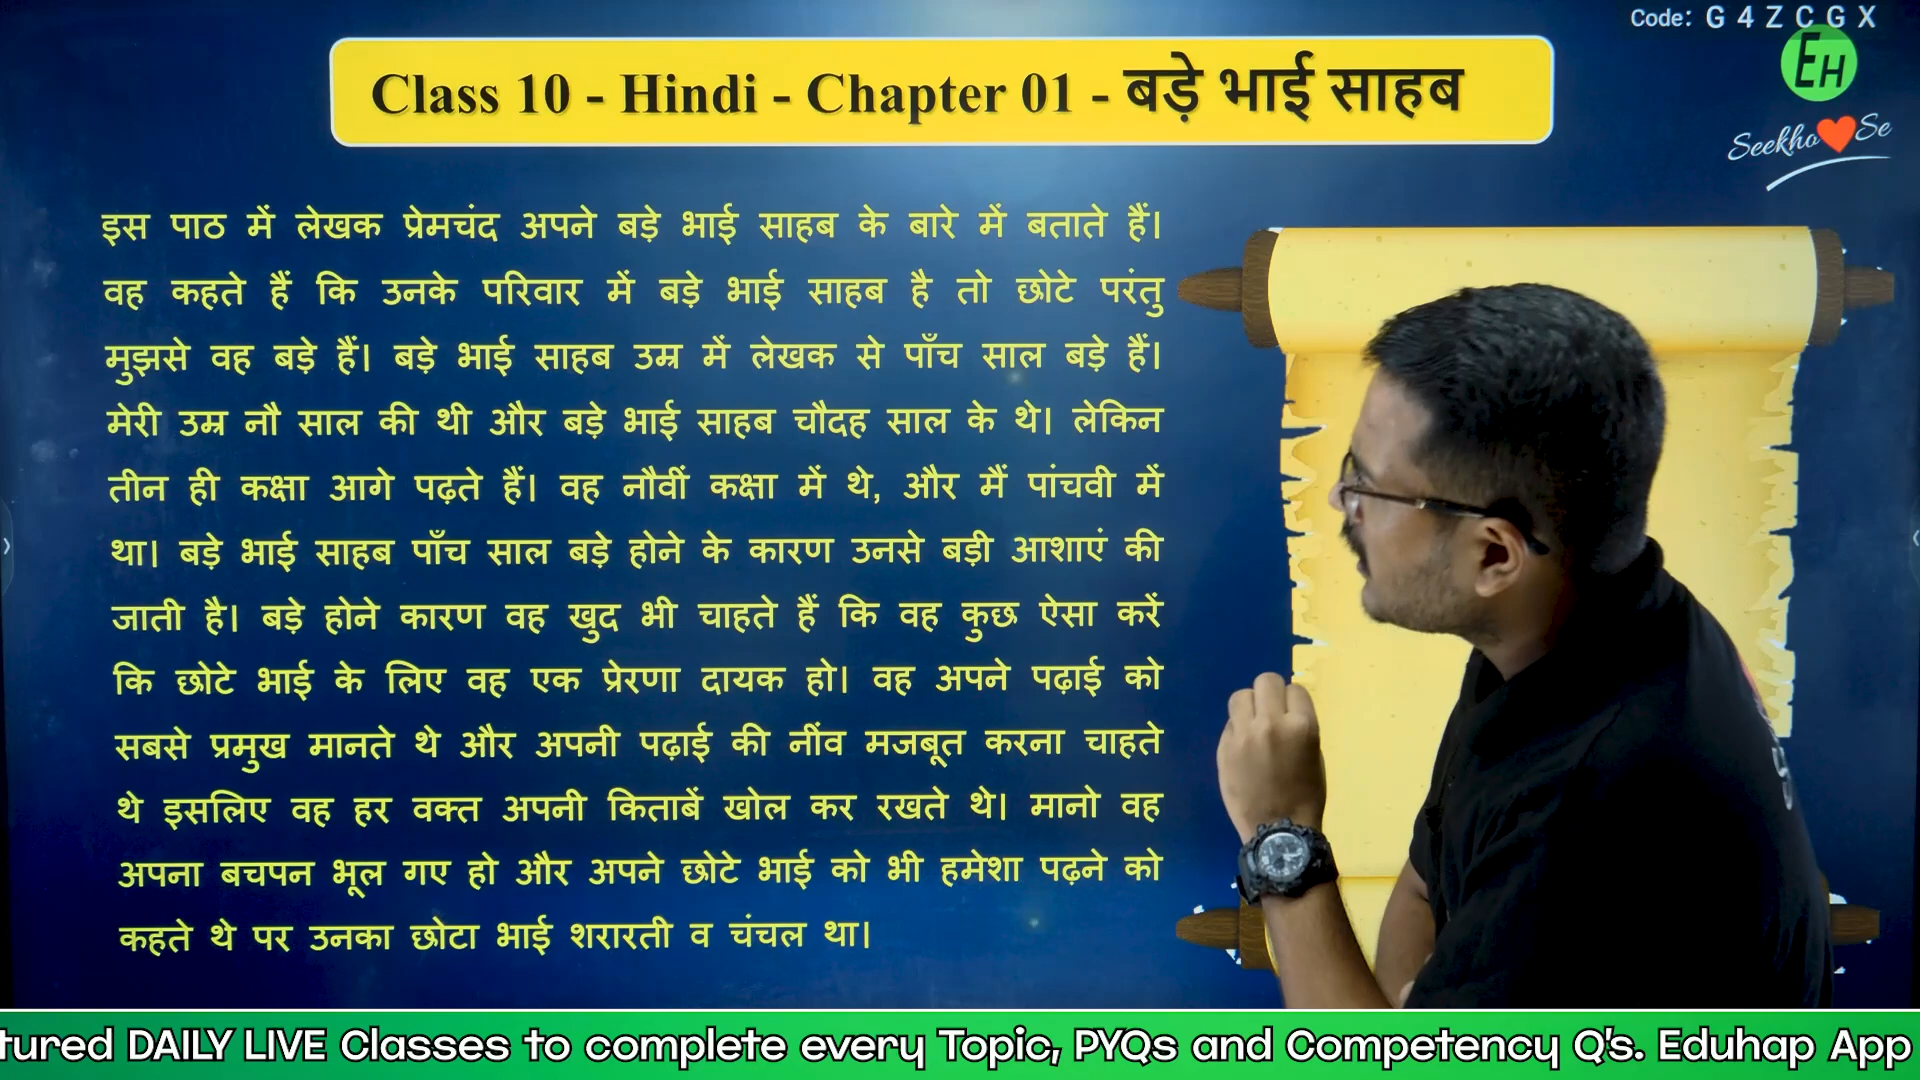 Code: G 4 Z C G X
EH
Seekho ❤ Se
Class 10 - Hindi - Chapter 01 - बड़े भाई साहब
इस पाठ में लेखक प्रेमचंद अपने बड़े भाई साहब के बारे में बताते हैं।
वह कहते हैं कि उनके परिवार में बड़े भाई साहब है तो छोटे परंतु
मुझसे वह बड़े हैं। बड़े भाई साहब उम्र में लेखक से पाँच साल बड़े हैं।
मेरी उम्र नौ साल की थी और बड़े भाई साहब चौदह साल के थे। लेकिन
तीन ही कक्षा आगे पढ़ते हैं। वह नौवीं कक्षा में थे, और मैं पांचवी में
था। बड़े भाई साहब पाँच साल बड़े होने के कारण उनसे बड़ी आशाएं की
जाती है। बड़े होने कारण वह खुद भी चाहते हैं कि वह कुछ ऐसा करें
कि छोटे भाई के लिए वह एक प्रेरणा दायक हो। वह अपने पढ़ाई को
सबसे प्रमुख मानते थे और अपनी पढ़ाई की नींव मजबूत करना चाहते
थे इसलिए वह हर वक्त अपनी किताबें खोल कर रखते थे। मानो वह
अपना बचपन भूल गए हो और अपने छोटे भाई को भी हमेशा पढ़ने को
कहते थे पर उनका छोटा भाई शरारती व चंचल था।
tured DAILY LIVE Classes to complete every Topic, PYQs and Competency Q's. Eduhap App